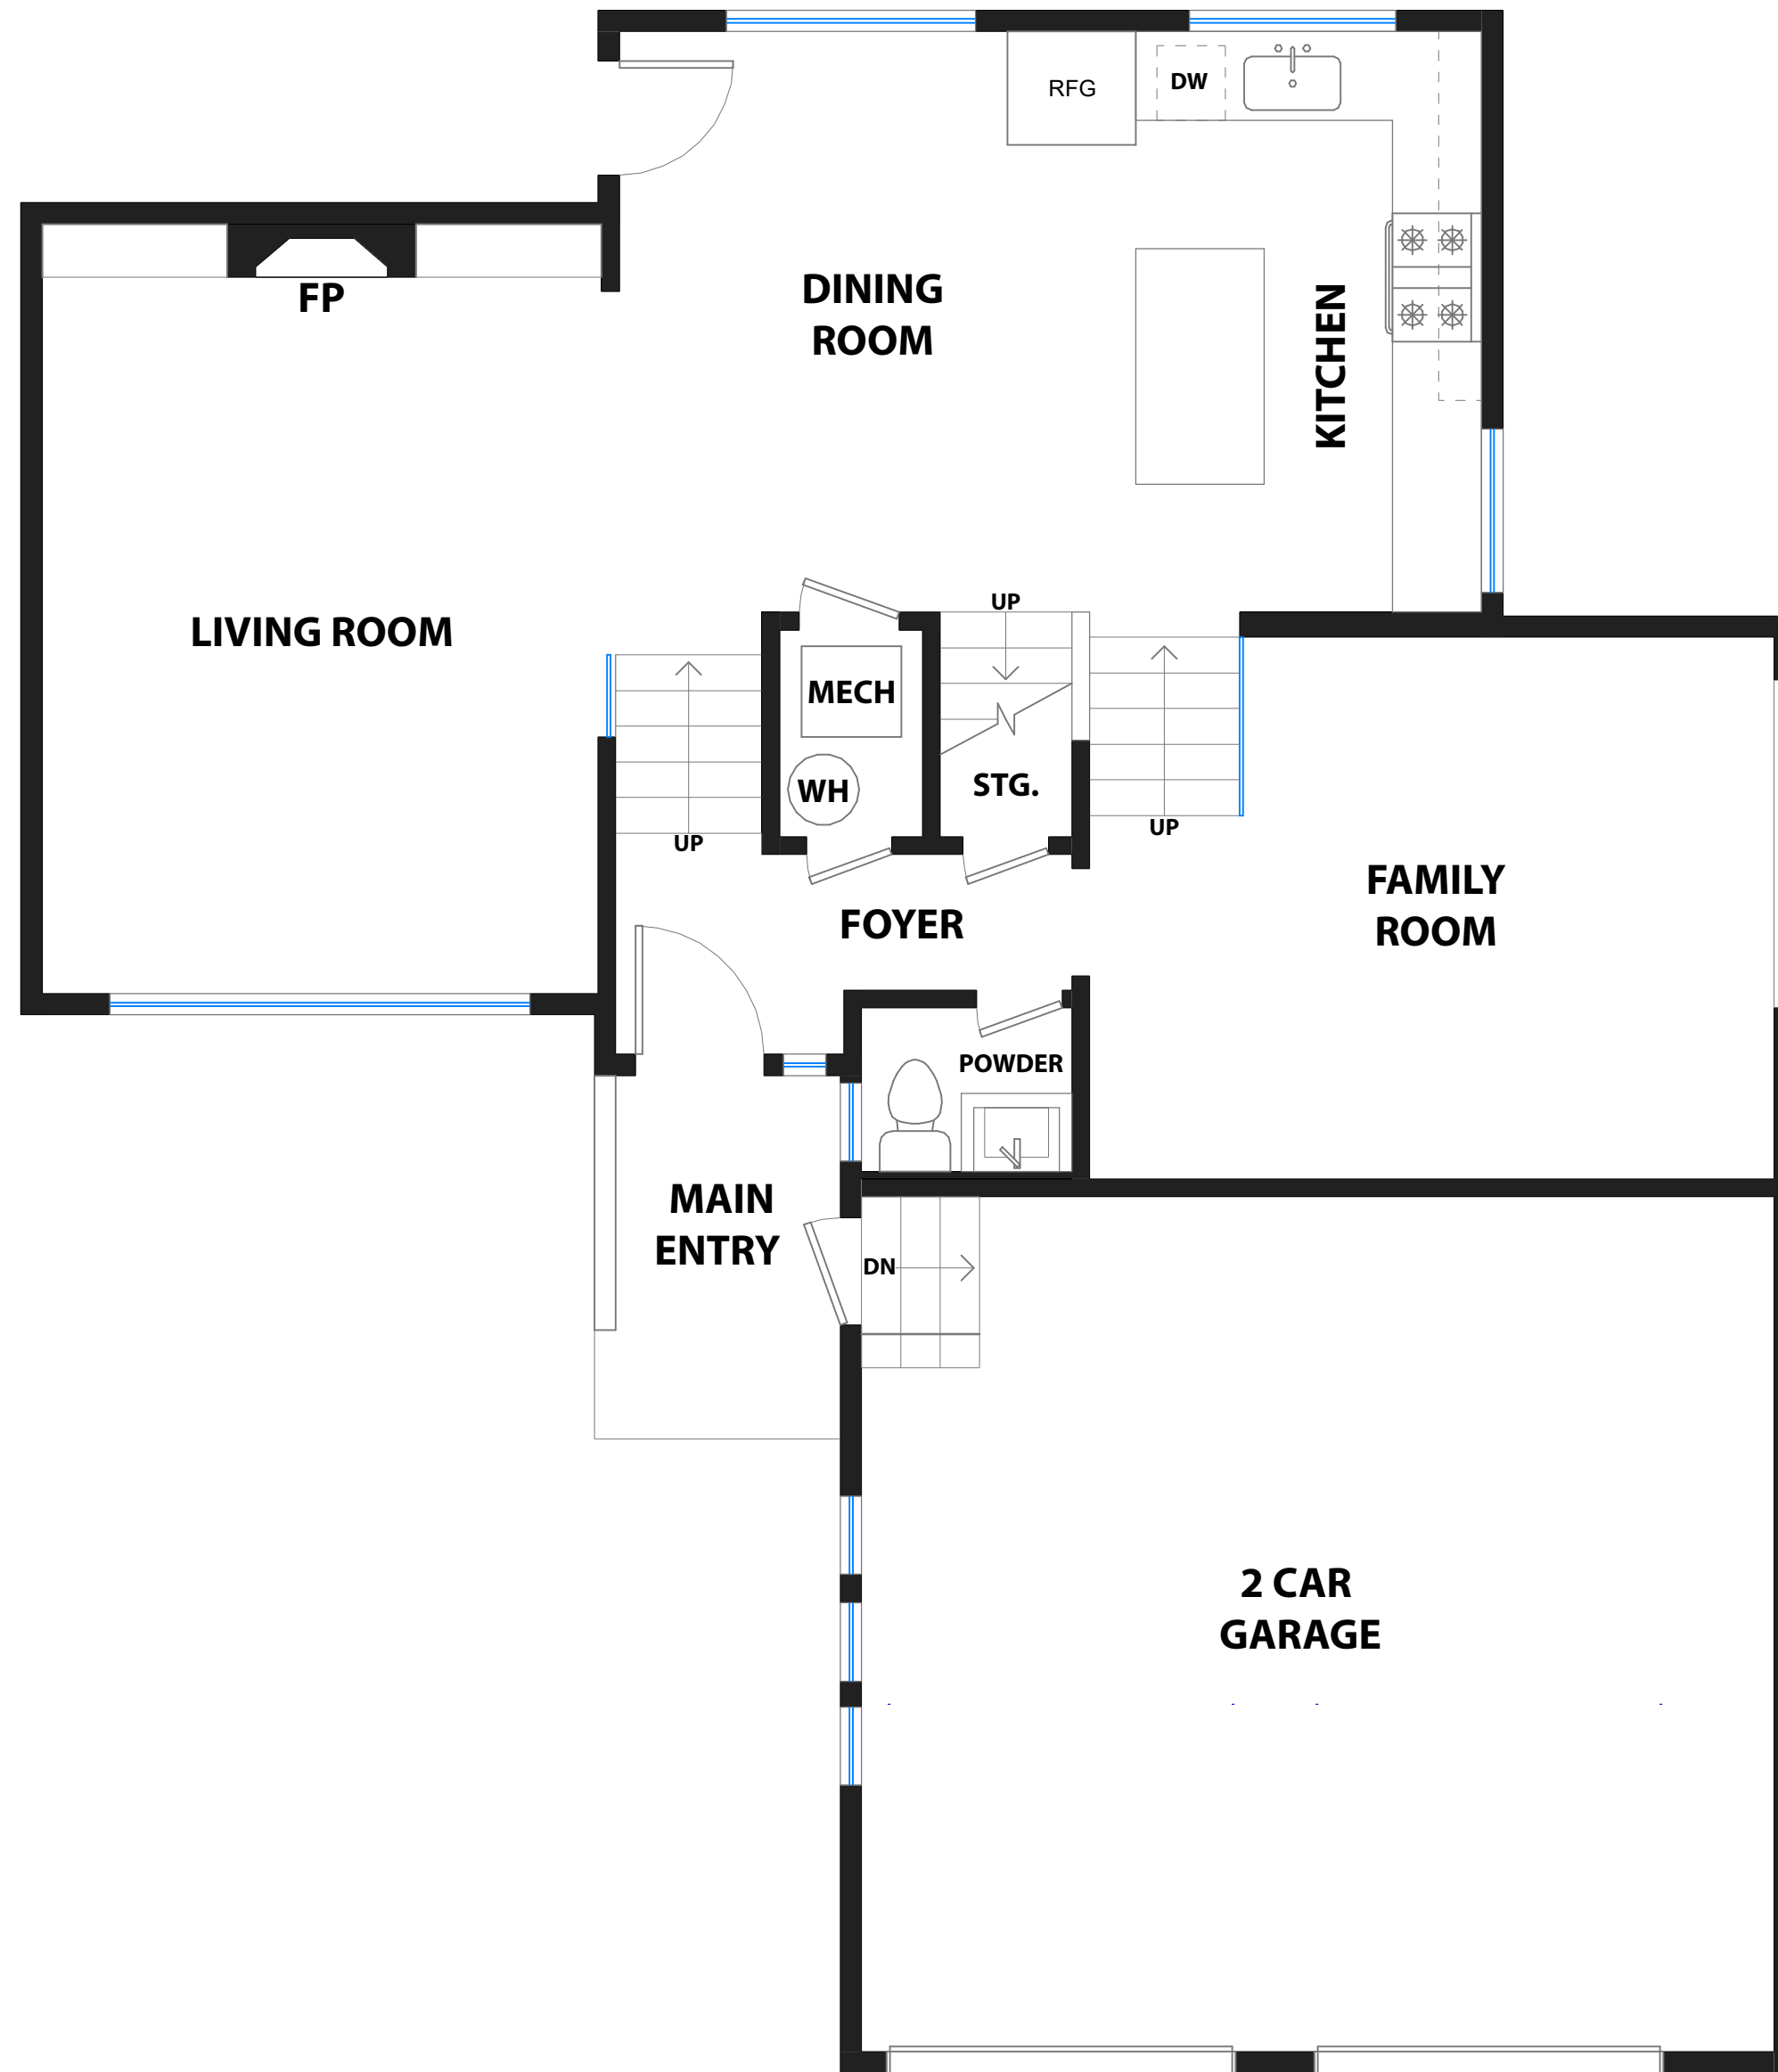 RFG
DW
FP
DINING
ROOM
KITCHEN
LIVING ROOM
UP
MECH
WH
STG.
UP
UP
FAMILY
ROOM
FOYER
POWDER
MAIN
ENTRY
DN
2 CAR
GARAGE